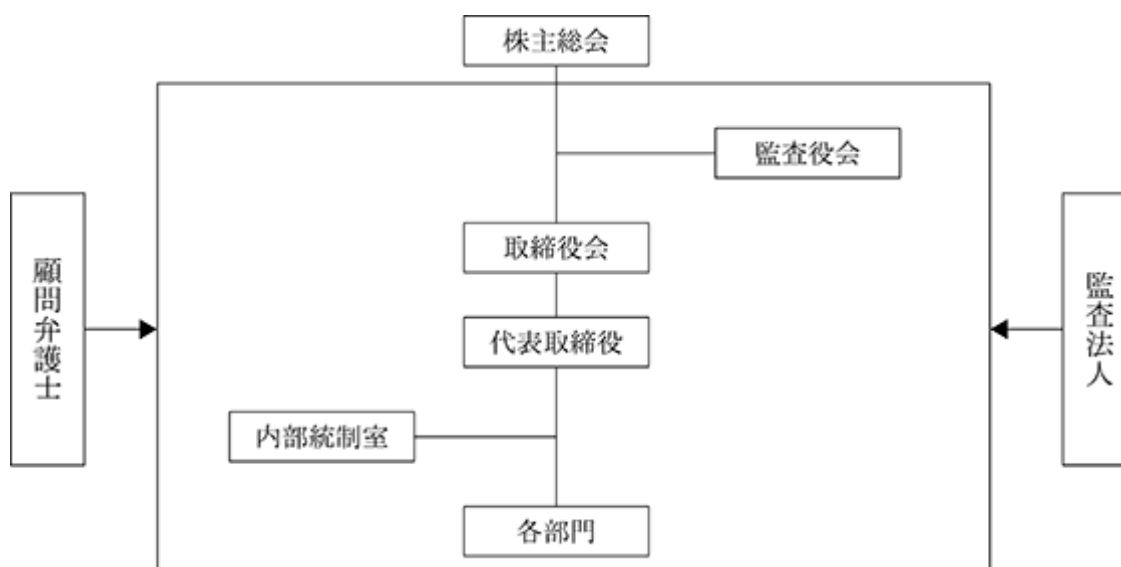 株主総会
監査役会
取締役会
顧問弁護士
監査法人
代表取締役
内部統制室
各部門